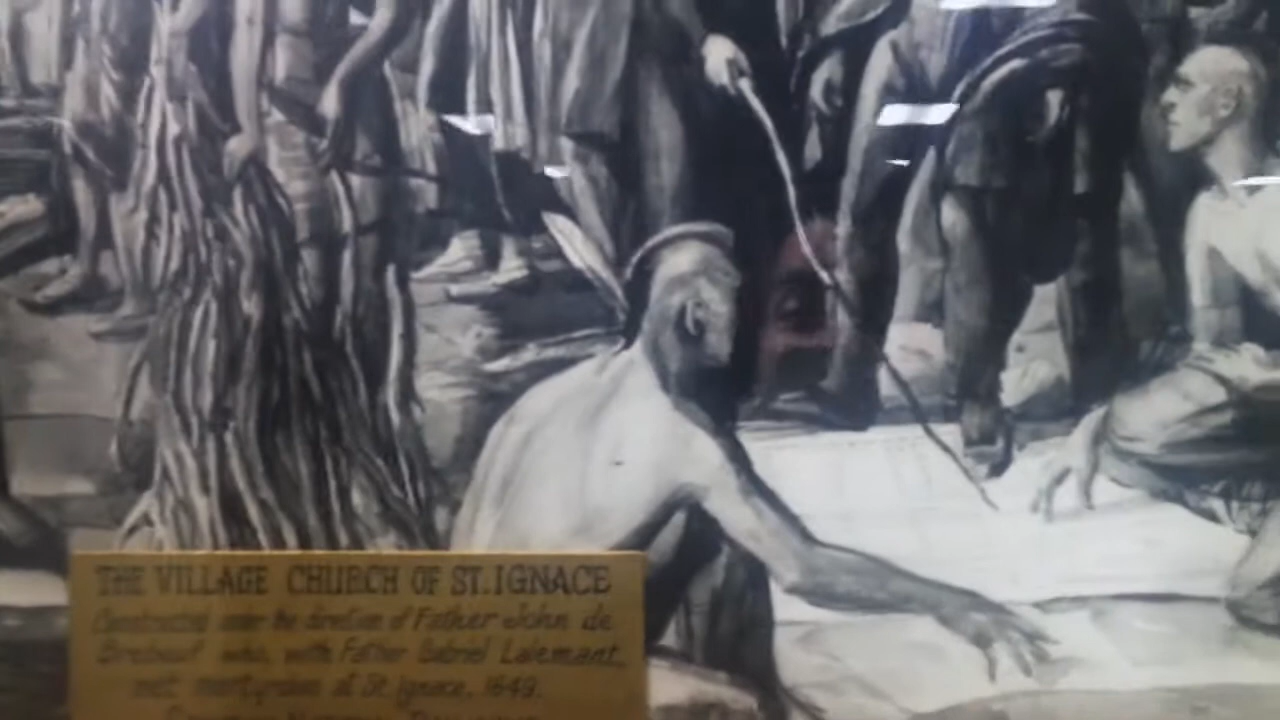 THE VILLAGE CHURCH OF ST. IGNACE
Constructed under the direction of Father John de
Brebeuf who, with Father Gabriel Lalemant,
met martyrdom at St. Ignace, 1649.